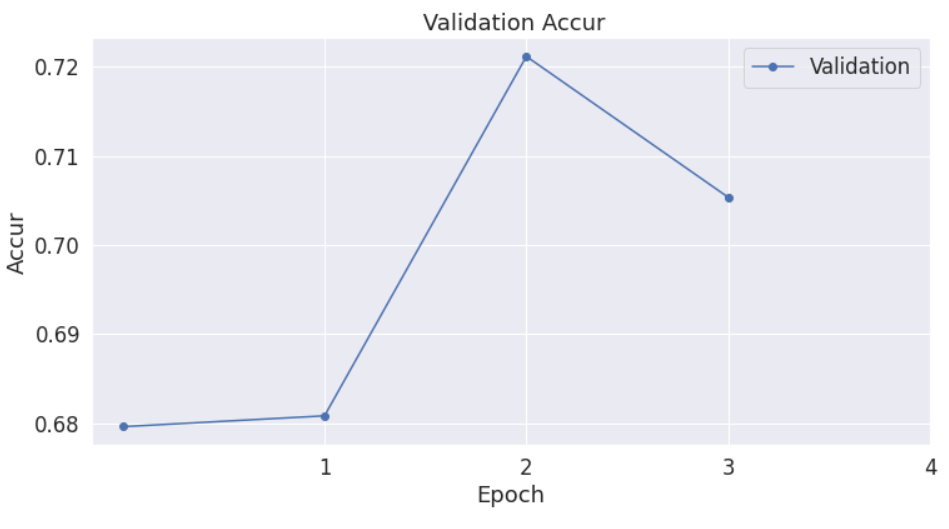 Validation Accur
Validation
Accur
0.72
0.71
0.70
0.69
0.68
1 2 3 4
Epoch